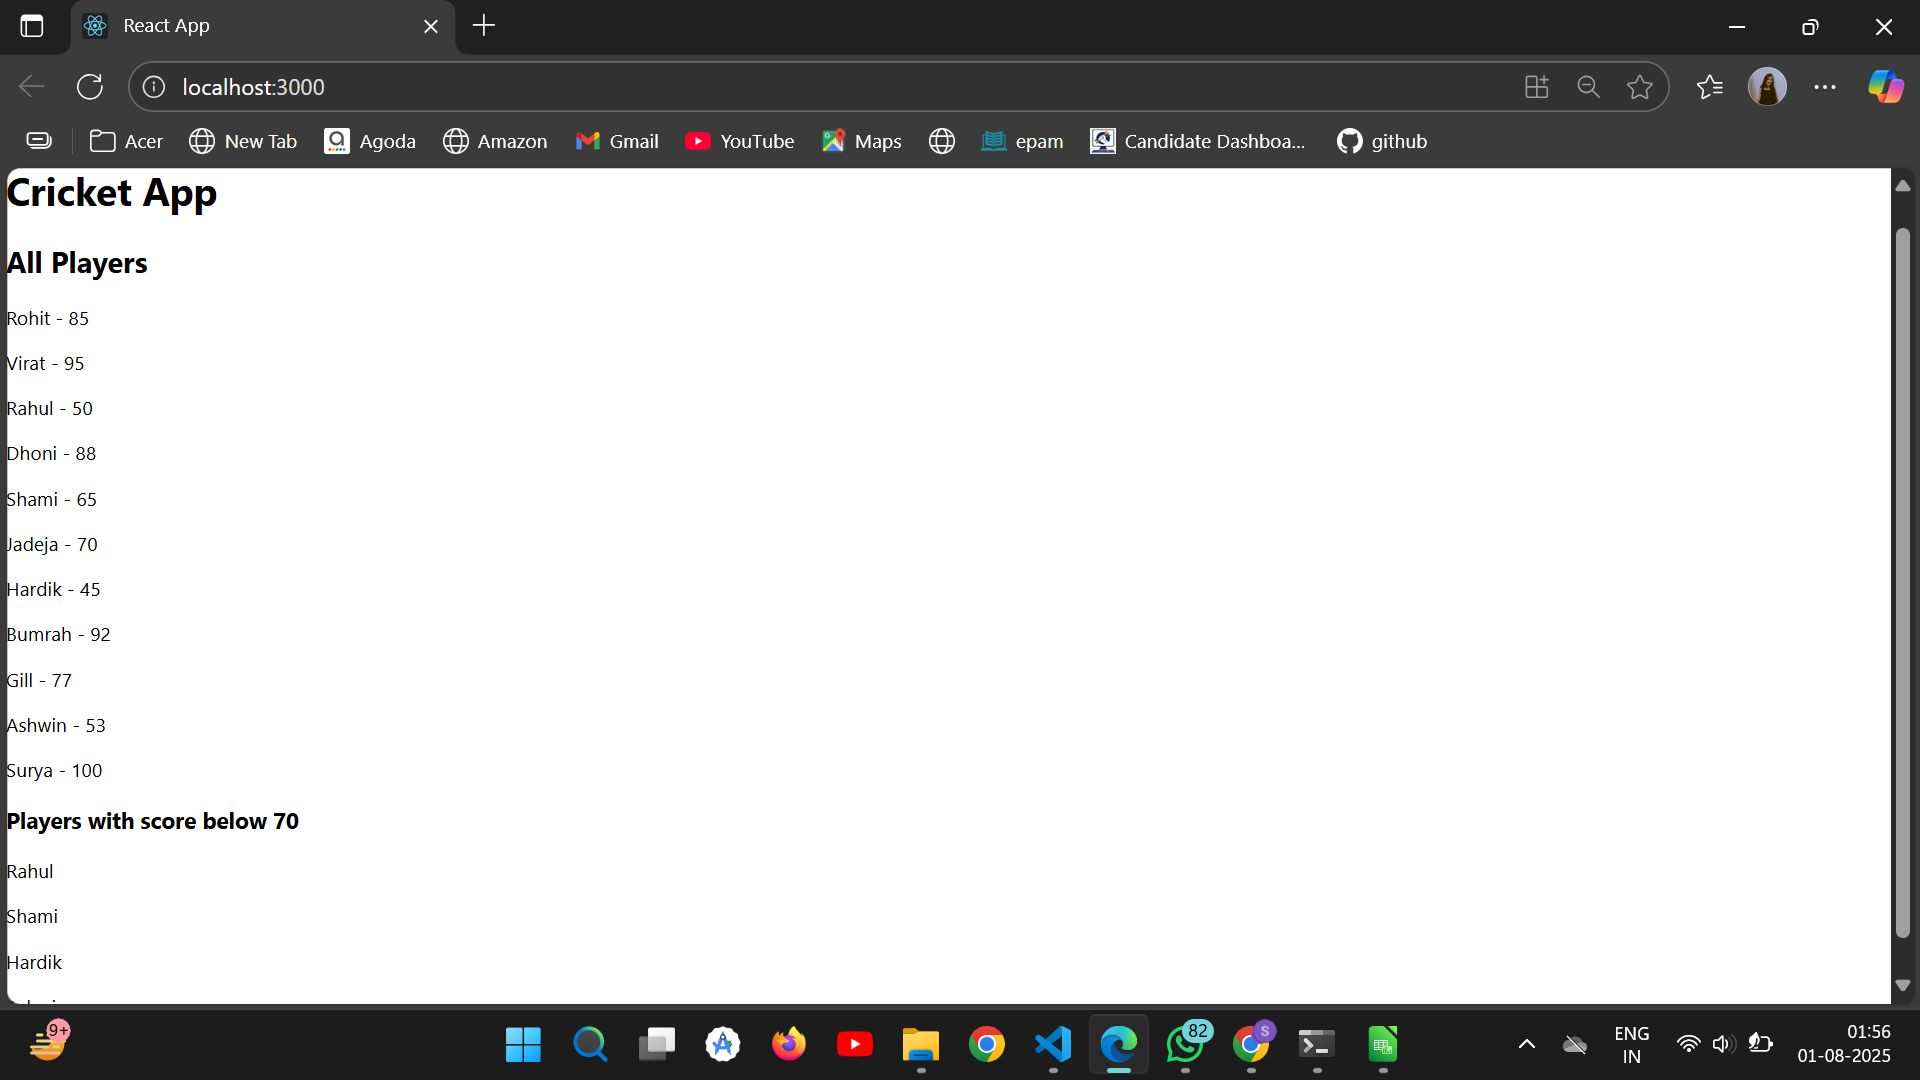 React App
localhost:3000
Acer New Tab Agoda Amazon Gmail YouTube Maps epam Candidate Dashboa... github
Cricket App
All Players
Rohit - 85
Virat - 95
Rahul - 50
Dhoni - 88
Shami - 65
Jadeja - 70
Hardik - 45
Bumrah - 92
Gill - 77
Ashwin - 53
Surya - 100
Players with score below 70
Rahul
Shami
Hardik
9+
82
S
ENG
IN
01:56
01-08-2025